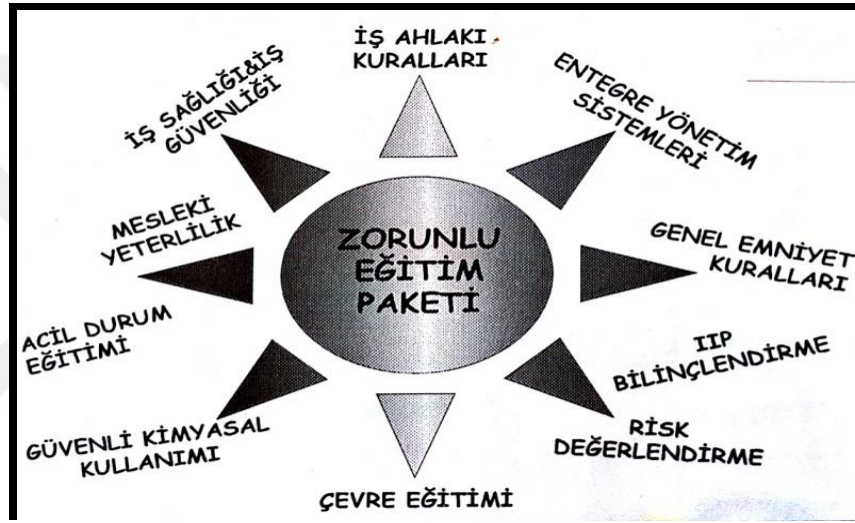 İŞ AHLAKI
KURALLARI
ENTEGRE YÖNETİM
SİSTEMLERİ
GENEL EMNİYET
KURALLARI
IIP
BİLİNÇLENDİRME
RİSK
DEĞERLENDİRME
ÇEVRE EĞİTİMİ
GÜVENLİ KİMYASAL
KULLANIMI
ACİL DURUM
EĞİTİMİ
MESLEKİ
YETERLİLİK
İŞ SAĞLIĞI&İŞ
GÜVENLİĞİ
ZORUNLU
EĞİTİM
PAKETİ